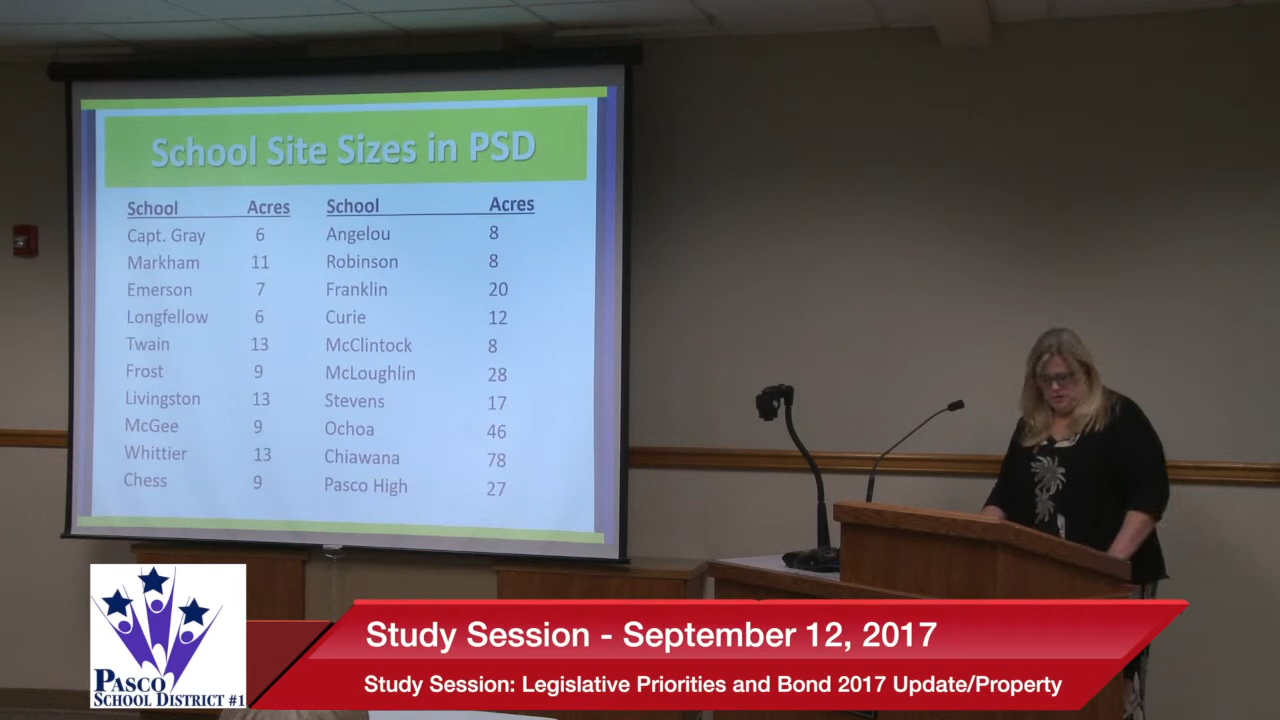 School Site Sizes in PSD
School Acres School Acres
Capt. Gray 6 Angelou 8
Markham 11 Robinson 8
Emerson 7 Franklin 20
Longfellow 6 Curie 12
Twain 13 McClintock 8
Frost 9 McLoughlin 28
Livingston 13 Stevens 17
McGee 9 Ochoa 46
Whittier 13 Chiawana 78
Chess 9 Pasco High 27
PASCO
SCHOOL DISTRICT #1
Study Session - September 12, 2017
Study Session: Legislative Priorities and Bond 2017 Update/Property